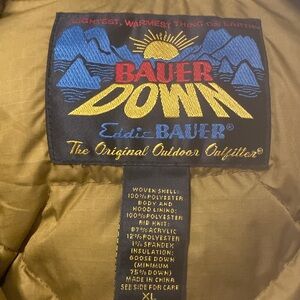 LIGHTEST, WARMEST THING ON EARTH
BAUER
DOWN
Eddie BAUER®
The Original Outdoor Outfitter®
WOVEN SHELL:
100% POLYESTER
BODY AND
HOOD LINING:
100% POLYESTER
RIB KNIT:
87% ACRYLIC
12% POLYESTER
1% SPANDEX
INSULATION:
GOOSE DOWN
(MINIMUM
75% DOWN)
MADE IN CHINA
SEE SIDE FOR CARE
XL